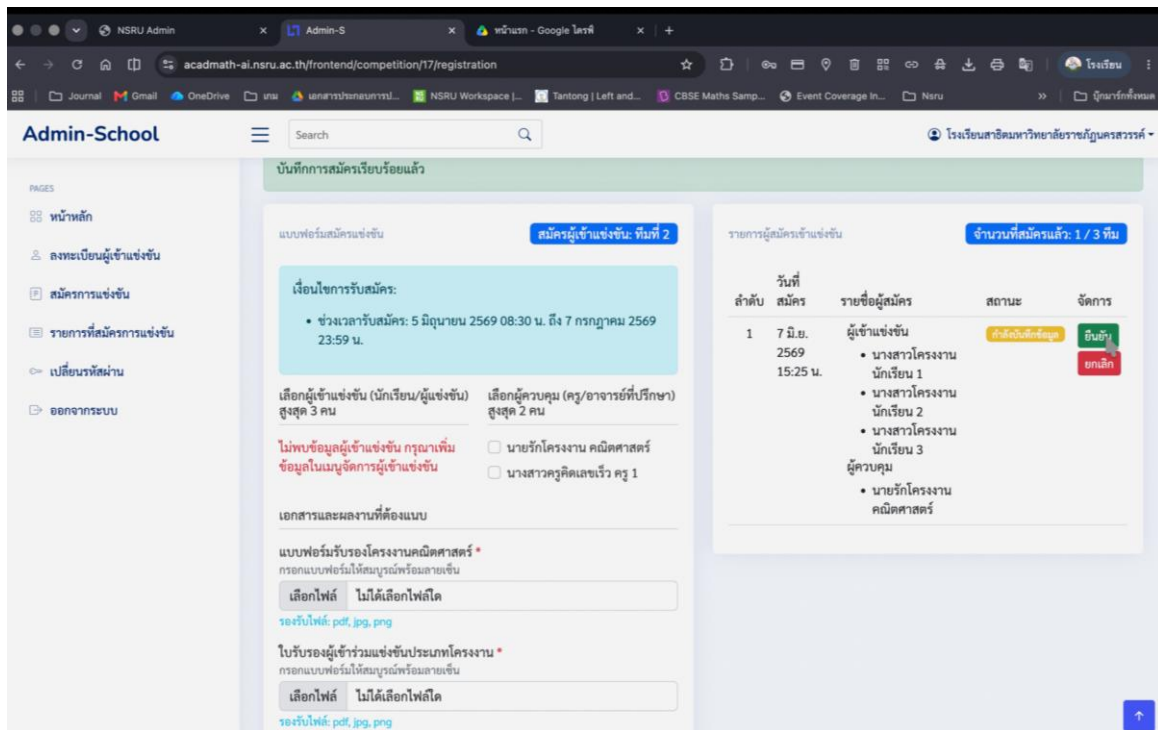 NSRU Admin
Admin-S
หน้าแรก - Google ไดรฟ์
acadmath-ai.nsru.ac.th/frontend/competition/17/registration
โรงเรียน
Journal
Gmail
OneDrive
เกม
เอกสารประกอบการป...
NSRU Workspace |...
Tantong | Left and...
CBSE Maths Samp...
Event Coverage In...
Nsru
บุ๊กมาร์กทั้งหมด
Admin-School
Search
โรงเรียนสาธิตมหาวิทยาลัยราชภัฏนครสวรรค์
บันทึกการสมัครเรียบร้อยแล้ว
PAGES
หน้าหลัก
ลงทะเบียนผู้เข้าแข่งขัน
สมัครการแข่งขัน
รายการที่สมัครการแข่งขัน
เปลี่ยนรหัสผ่าน
ออกจากระบบ
แบบฟอร์มสมัครแข่งขัน
สมัครผู้เข้าแข่งขัน: ทีมที่ 2
เงื่อนไขการรับสมัคร:
• ช่วงเวลารับสมัคร: 5 มิถุนายน 2569 08:30 น. ถึง 7 กรกฎาคม 2569
23:59 น.
เลือกผู้เข้าแข่งขัน (นักเรียน/ผู้แข่งขัน)
สูงสุด 3 คน
ไม่พบข้อมูลผู้เข้าแข่งขัน กรุณาเพิ่ม
ข้อมูลในเมนูจัดการผู้เข้าแข่งขัน
เลือกผู้ควบคุม (ครู/อาจารย์ที่ปรึกษา)
สูงสุด 2 คน
นายรักโครงงาน คณิตศาสตร์
นางสาวครูคิดเลขเร็ว ครู 1
เอกสารและผลงานที่ต้องแนบ
แบบฟอร์มรับรองโครงงานคณิตศาสตร์ *
กรอกแบบฟอร์มให้สมบูรณ์พร้อมลายเซ็น
เลือกไฟล์ ไม่ได้เลือกไฟล์ใด
รองรับไฟล์: pdf, jpg, png
ใบรับรองผู้เข้าร่วมแข่งขันประเภทโครงงาน *
กรอกแบบฟอร์มให้สมบูรณ์พร้อมลายเซ็น
เลือกไฟล์ ไม่ได้เลือกไฟล์ใด
รองรับไฟล์: pdf, jpg, png
รายการผู้สมัครเข้าแข่งขัน
จำนวนที่สมัครแล้ว: 1 / 3 ทีม
ลำดับ
วันที่
สมัคร
รายชื่อผู้สมัคร
สถานะ
จัดการ
1
7 มิ.ย.
2569
15:25 น.
ผู้เข้าแข่งขัน
• นางสาวโครงงาน
นักเรียน 1
• นางสาวโครงงาน
นักเรียน 2
• นางสาวโครงงาน
นักเรียน 3
ผู้ควบคุม
• นายรักโครงงาน
คณิตศาสตร์
กำลังบันทึกข้อมูล
ยืนยัน
ยกเลิก